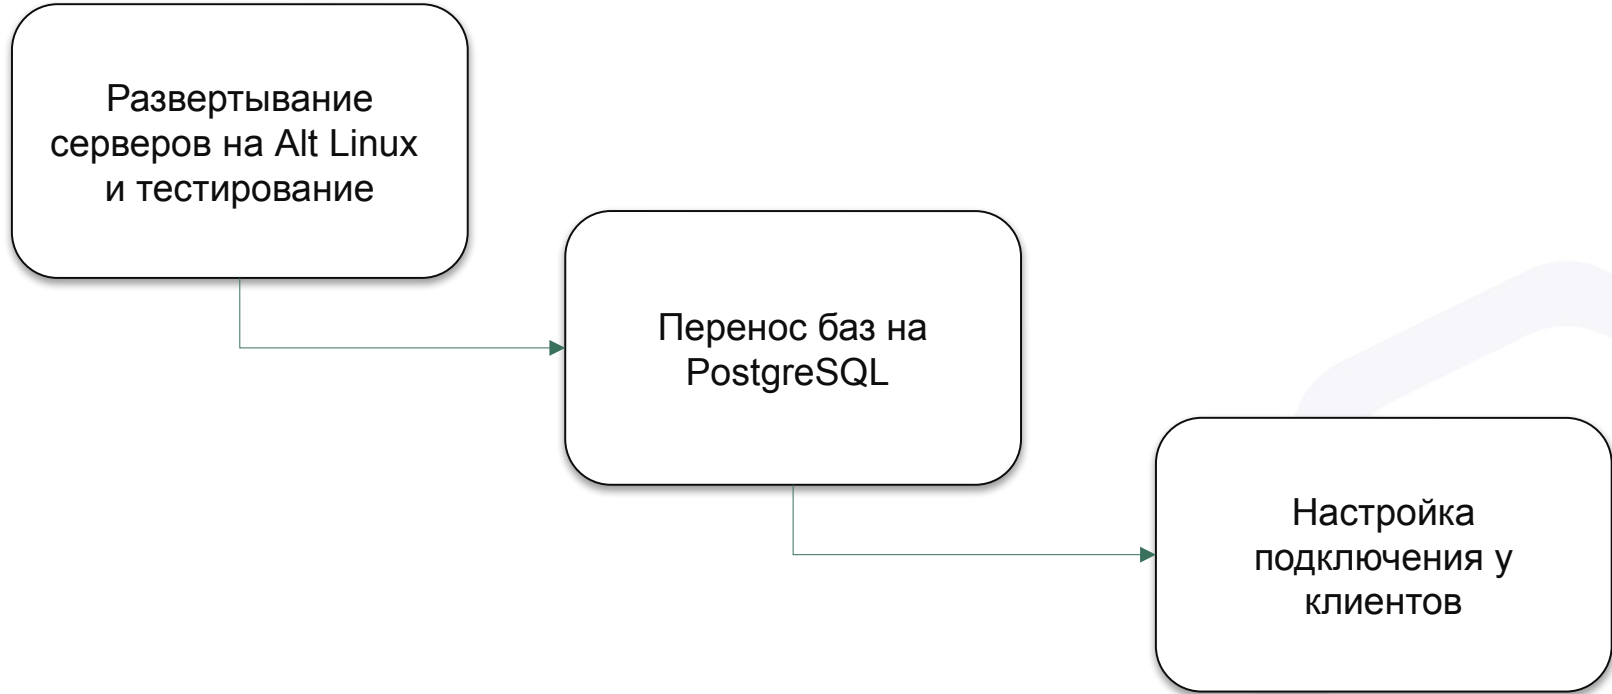 Развертывание
серверов на Alt Linux
и тестирование
Перенос баз на
PostgreSQL
Настройка
подключения у
клиентов